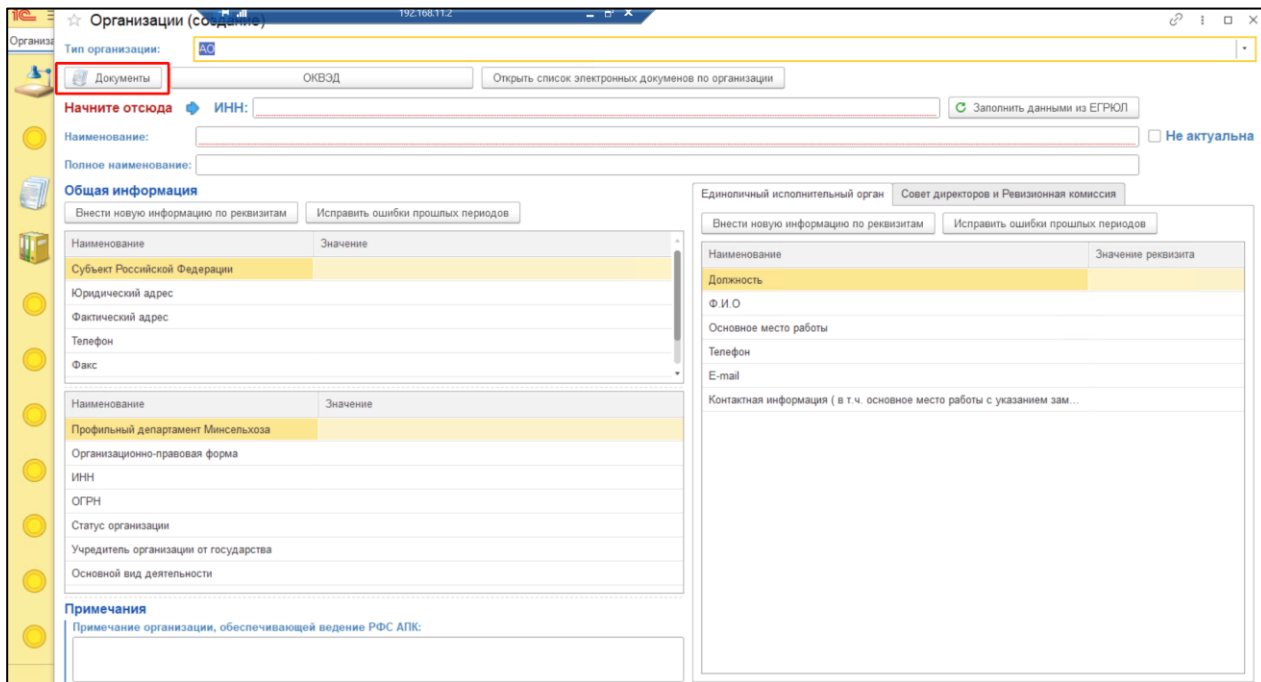 1С
192.168.11.2
Организации (создание)
Организа
Тип организации:
АО
Документы
ОКВЭД
Открыть список электронных докуменов по организации
Начните отсюда
ИНН:
Заполнить данными из ЕГРЮЛ
Наименование:
Не актуальна
Полное наименование:
Общая информация
Внести новую информацию по реквизитам
Исправить ошибки прошлых периодов
Наименование
Значение
Субъект Российской Федерации
Юридический адрес
Фактический адрес
Телефон
Факс
Наименование
Значение
Профильный департамент Минсельхоза
Организационно-правовая форма
ИНН
ОГРН
Статус организации
Учредитель организации от государства
Основной вид деятельности
Примечания
Примечание организации, обеспечивающей ведение РФС АПК:
Единоличный исполнительный орган
Совет директоров и Ревизионная комиссия
Внести новую информацию по реквизитам
Исправить ошибки прошлых периодов
Наименование
Значение реквизита
Должность
Ф.И.О
Основное место работы
Телефон
E-mail
Контактная информация ( в т.ч. основное место работы с указанием зам...